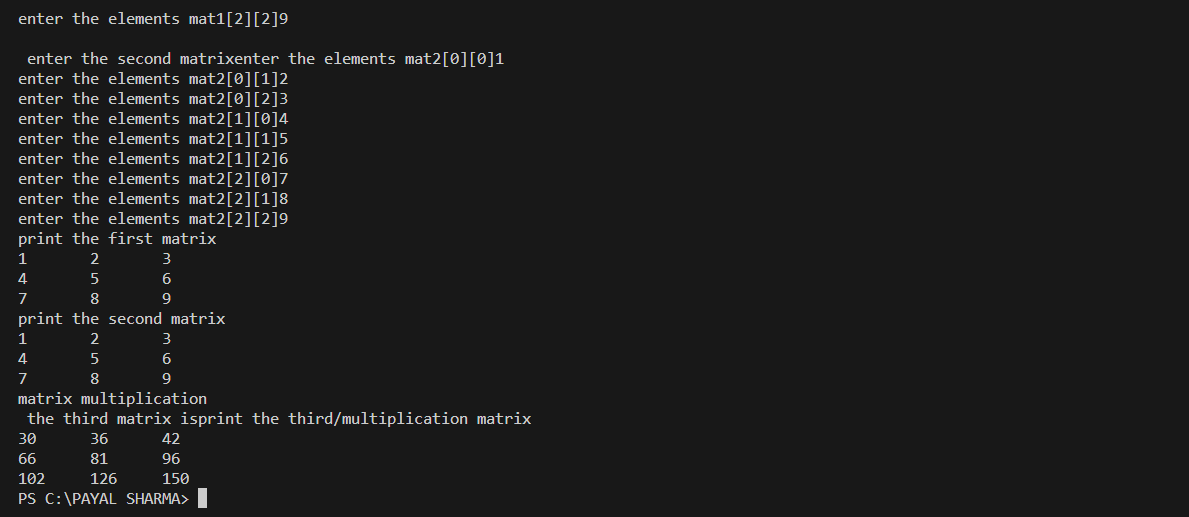 enter the elements mat1[2][2]9
enter the second matrixenter the elements mat2[0][0]1
enter the elements mat2[0][1]2
enter the elements mat2[0][2]3
enter the elements mat2[1][0]4
enter the elements mat2[1][1]5
enter the elements mat2[1][2]6
enter the elements mat2[2][0]7
enter the elements mat2[2][1]8
enter the elements mat2[2][2]9
print the first matrix
1 2 3
4 5 6
7 8 9
print the second matrix
1 2 3
4 5 6
7 8 9
matrix multiplication
the third matrix isprint the third/multiplication matrix
30 36 42
66 81 96
102 126 150
PS C:\PAYAL SHARMA>